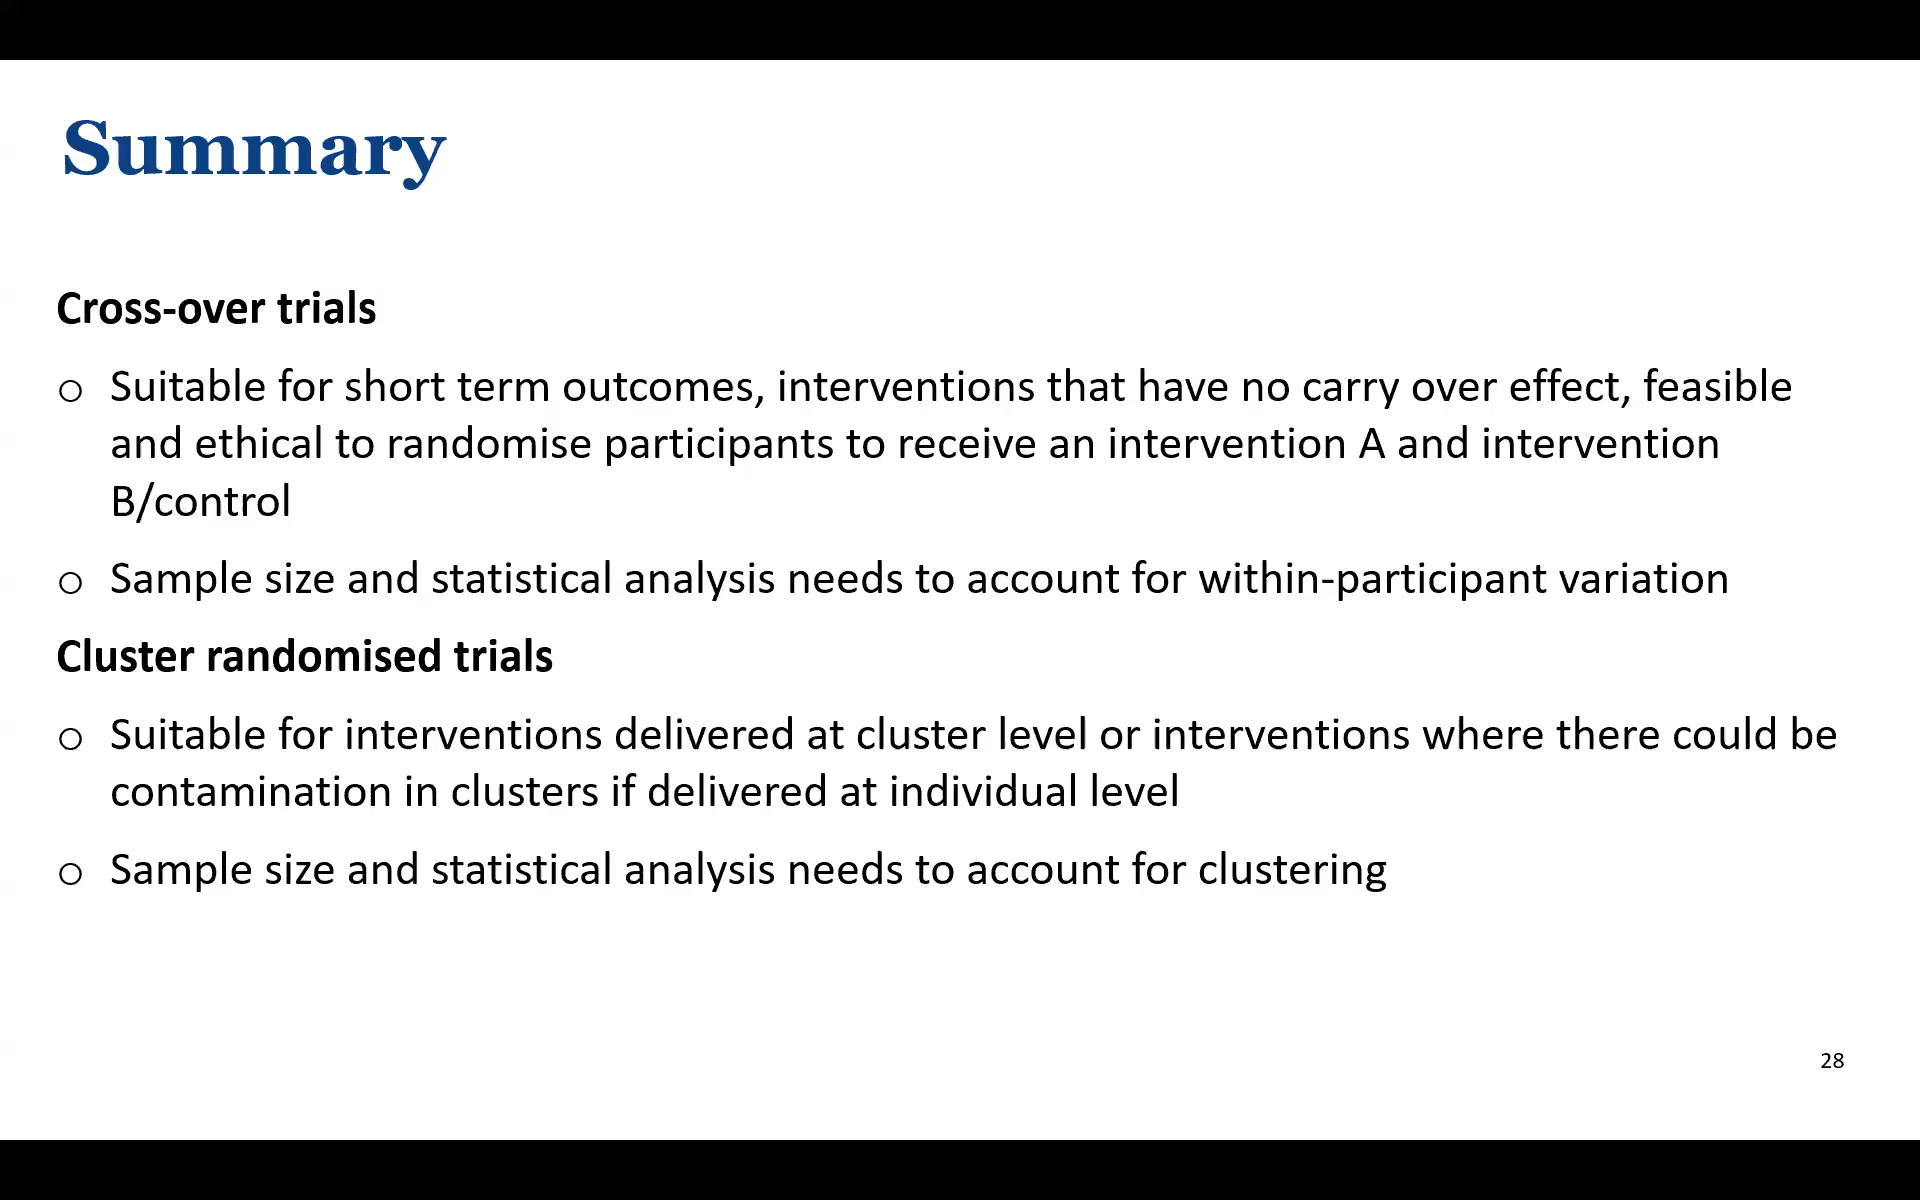 Summary
Cross-over trials
○ Suitable for short term outcomes, interventions that have no carry over effect, feasible
and ethical to randomise participants to receive an intervention A and intervention
B/control
○ Sample size and statistical analysis needs to account for within-participant variation
Cluster randomised trials
○ Suitable for interventions delivered at cluster level or interventions where there could be
contamination in clusters if delivered at individual level
○ Sample size and statistical analysis needs to account for clustering
28